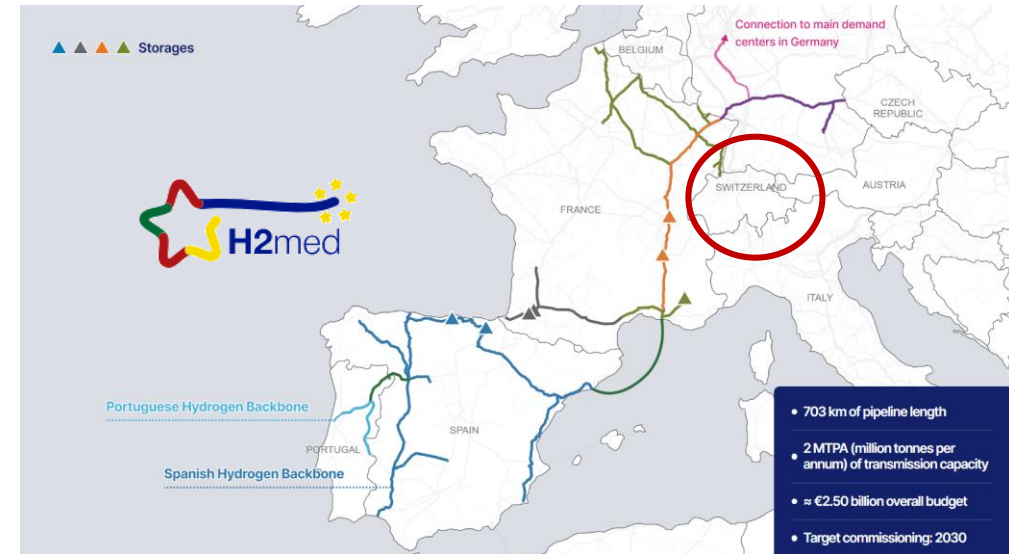 Storages
Connection to main demand
centers in Germany
BELGIUM
CZECH
REPUBLIC
SWITZERLAND
AUSTRIA
FRANCE
H2med
ITALY
Portuguese Hydrogen Backbone
SPAIN
PORTUGAL
Spanish Hydrogen Backbone
• 703 km of pipeline length
• 2 MTPA (million tonnes per
annum) of transmission capacity
• ≈ €2.50 billion overall budget
• Target commissioning: 2030